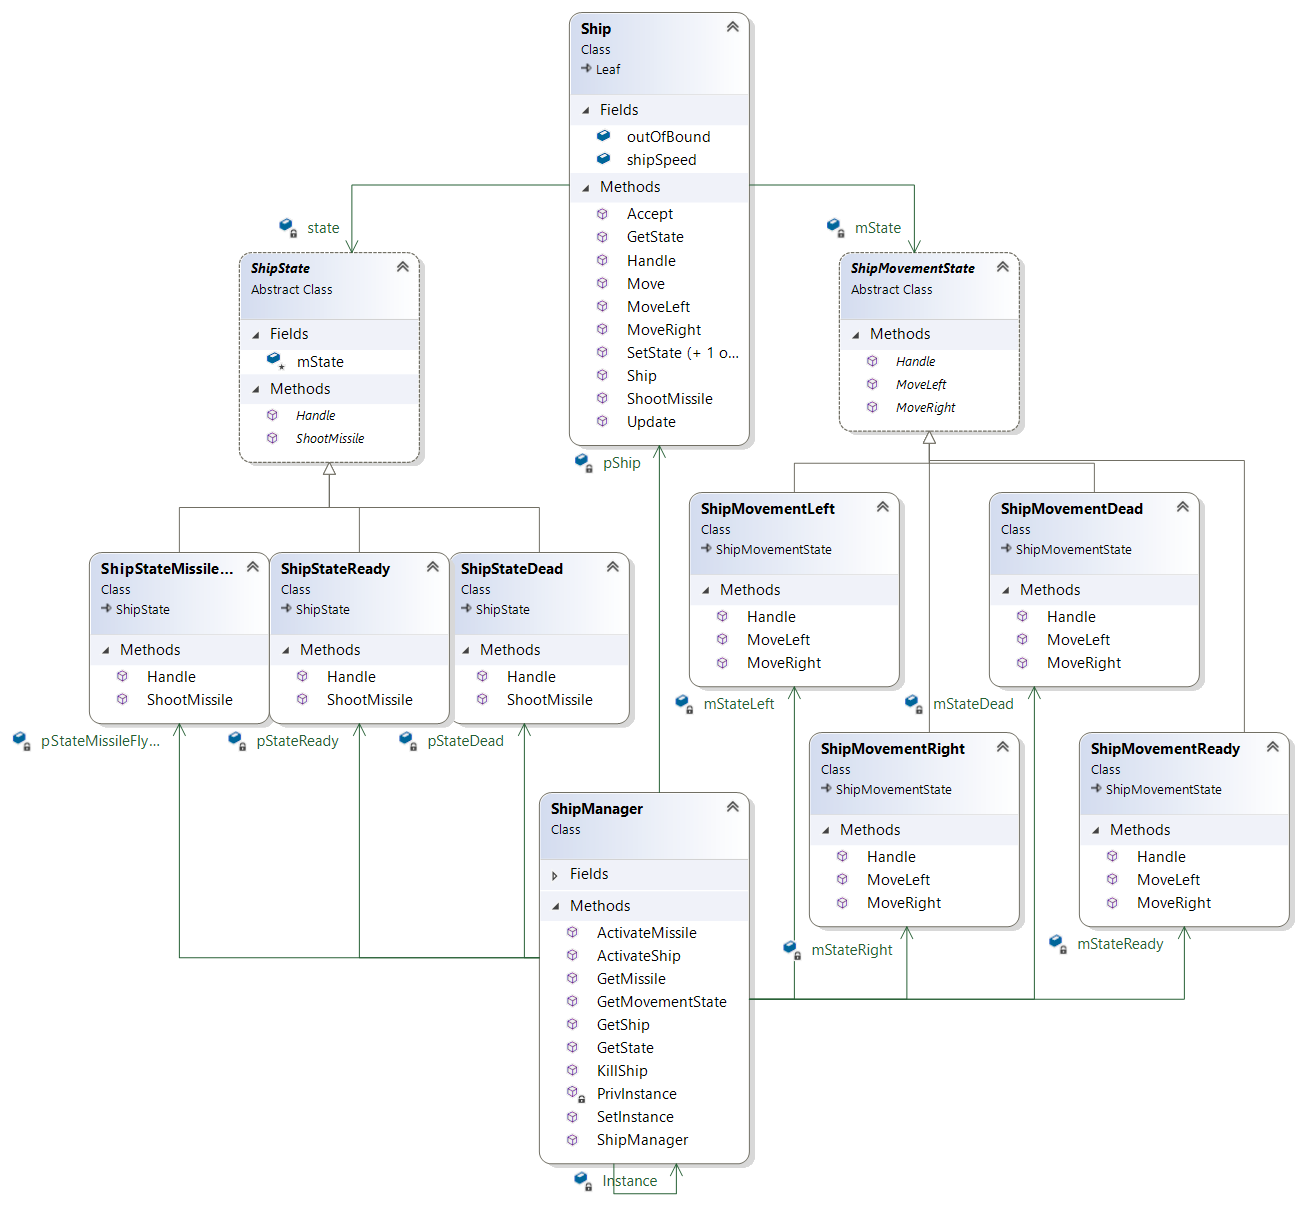 Ship
Class
Leaf
Fields
outOfBound
shipSpeed
Methods
Accept
GetState
Handle
Move
MoveLeft
MoveRight
SetState (+ 1 o...
Ship
ShootMissile
Update
state
mState
ShipState
Abstract Class
Fields
mState
Methods
Handle
ShootMissile
ShipMovementState
Abstract Class
Methods
Handle
MoveLeft
MoveRight
pShip
ShipStateMissile...
Class
ShipState
Methods
Handle
ShootMissile
ShipStateReady
Class
ShipState
Methods
Handle
ShootMissile
ShipStateDead
Class
ShipState
Methods
Handle
ShootMissile
ShipMovementLeft
Class
ShipMovementState
Methods
Handle
MoveLeft
MoveRight
ShipMovementDead
Class
ShipMovementState
Methods
Handle
MoveLeft
MoveRight
pStateMissileFly...
pStateReady
pStateDead
mStateLeft
mStateDead
ShipMovementRight
Class
ShipMovementState
Methods
Handle
MoveLeft
MoveRight
ShipMovementReady
Class
ShipMovementState
Methods
Handle
MoveLeft
MoveRight
ShipManager
Class
Fields
Methods
ActivateMissile
ActivateShip
GetMissile
GetMovementState
GetShip
GetState
KillShip
PrivInstance
SetInstance
ShipManager
mStateRight
mStateReady
Instance